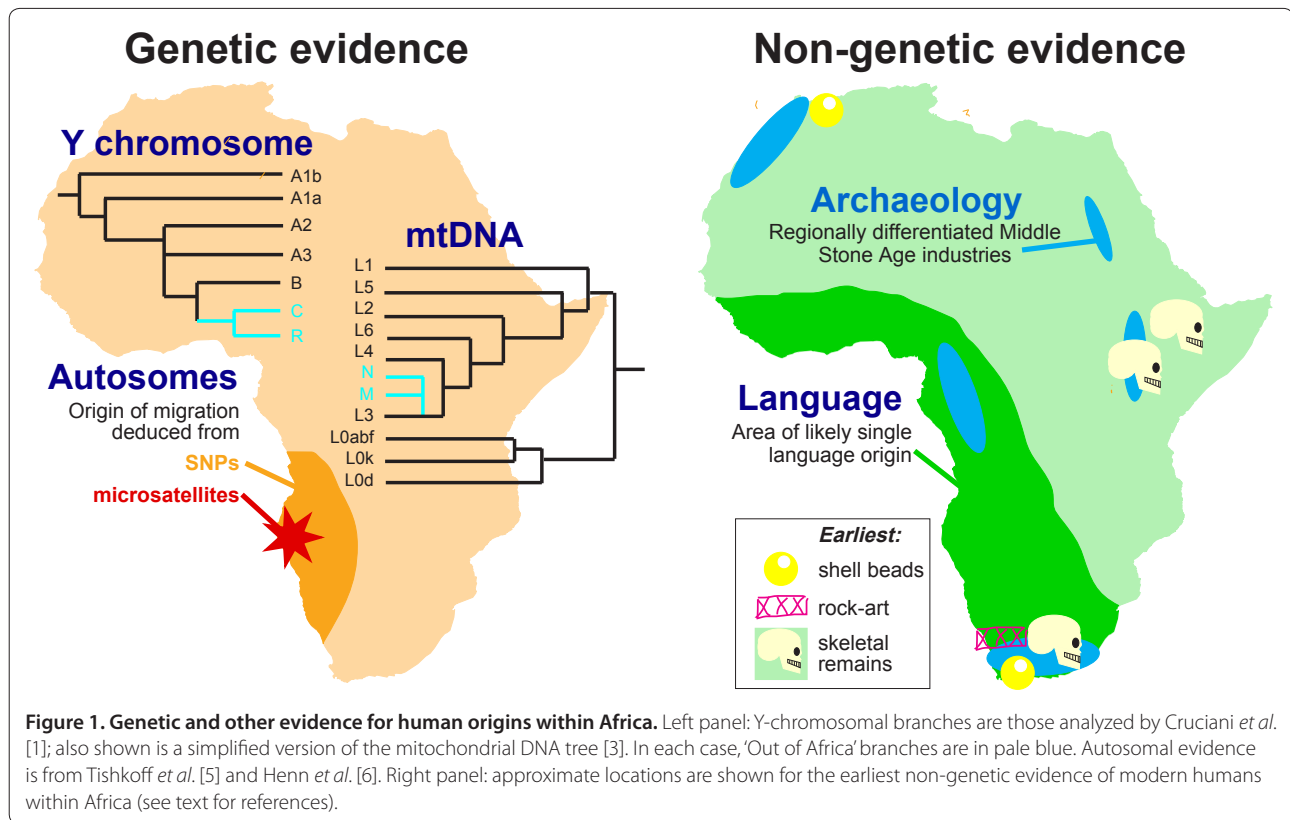 Genetic evidence
Y chromosome
A1b
A1a
A2
A3
B
C
R
mtDNA
L1
L5
L2
L6
L4
N
M
L3
L0abf
L0k
L0d
Autosomes
Origin of migration
deduced from
SNPs
microsatellites
Non-genetic evidence
Archaeology
Regionally differentiated Middle
Stone Age industries
Language
Area of likely single
language origin
Earliest:
shell beads
rock-art
skeletal
remains
Figure 1. Genetic and other evidence for human origins within Africa. Left panel: Y-chromosomal branches are those analyzed by Cruciani et al.
[1]; also shown is a simplified version of the mitochondrial DNA tree [3]. In each case, ‘Out of Africa’ branches are in pale blue. Autosomal evidence
is from Tishkoff et al. [5] and Henn et al. [6]. Right panel: approximate locations are shown for the earliest non-genetic evidence of modern humans
within Africa (see text for references).